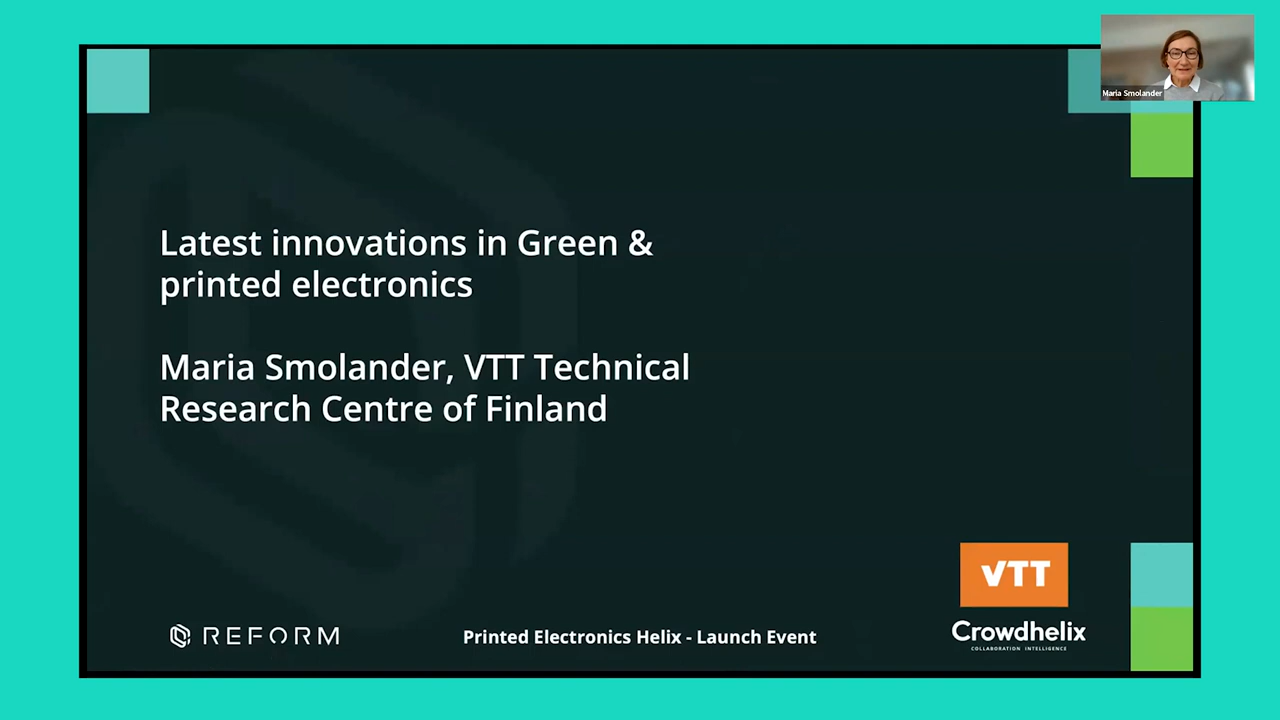 Maria Smolander
Latest innovations in Green &
printed electronics
Maria Smolander, VTT Technical
Research Centre of Finland
VTT
REFORM
Printed Electronics Helix - Launch Event
Crowdhelix
COLLABORATION INTELLIGENCE